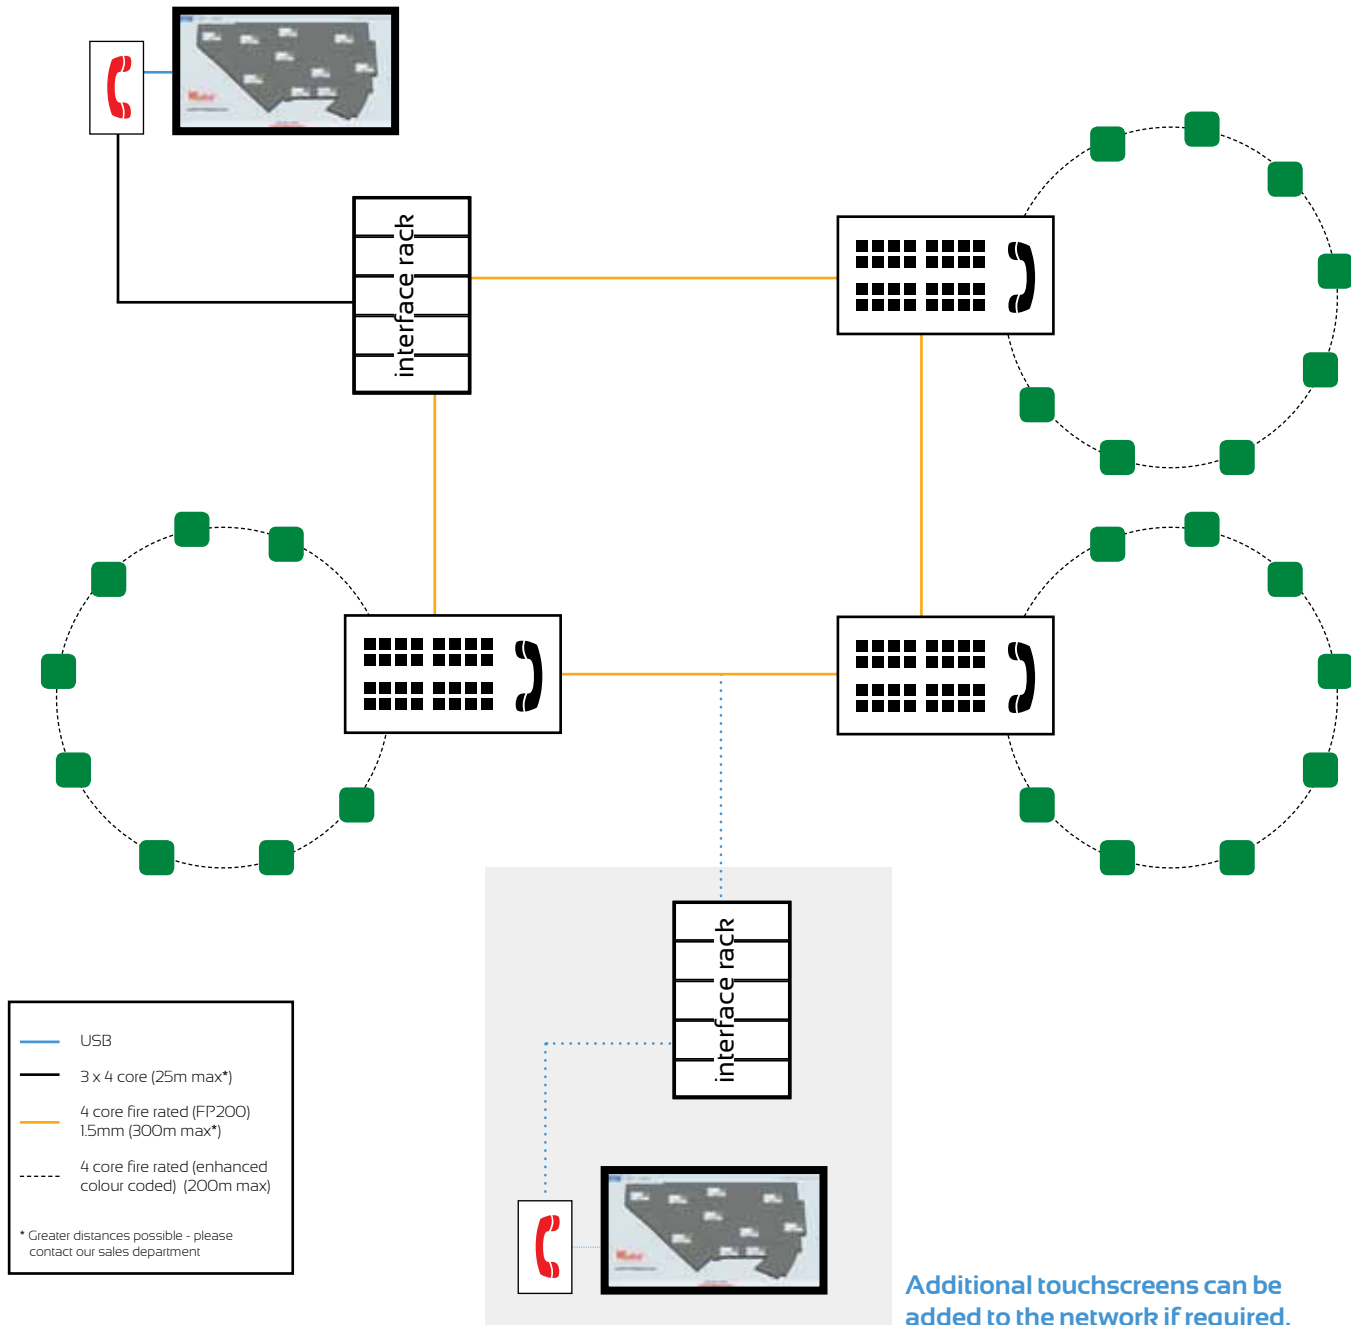 interface rack
interface rack
USB
3 x 4 core (25m max*)
4 core fire rated (FP200)
1.5mm (300m max*)
4 core fire rated (enhanced
colour coded) (200m max)
* Greater distances possible - please
contact our sales department
Additional touchscreens can be
added to the network if required.